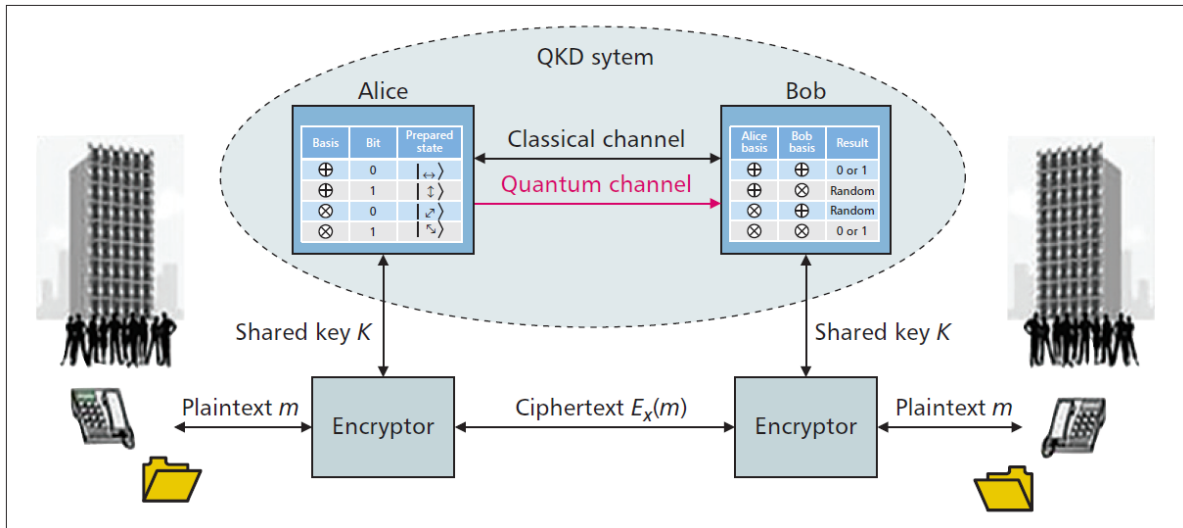 QKD sytem
Alice
Bob
Basis Bit Prepared state
⊕ 0 |↔⟩
⊕ 1 |↕⟩
⊗ 0 |⤢⟩
⊗ 1 |⤡⟩
Classical channel
Quantum channel
Alice basis Bob basis Result
⊕ ⊕ 0 or 1
⊕ ⊗ Random
⊗ ⊕ Random
⊗ ⊗ 0 or 1
Shared key K
Shared key K
Plaintext m
Encryptor
Ciphertext Eₓ(m)
Encryptor
Plaintext m